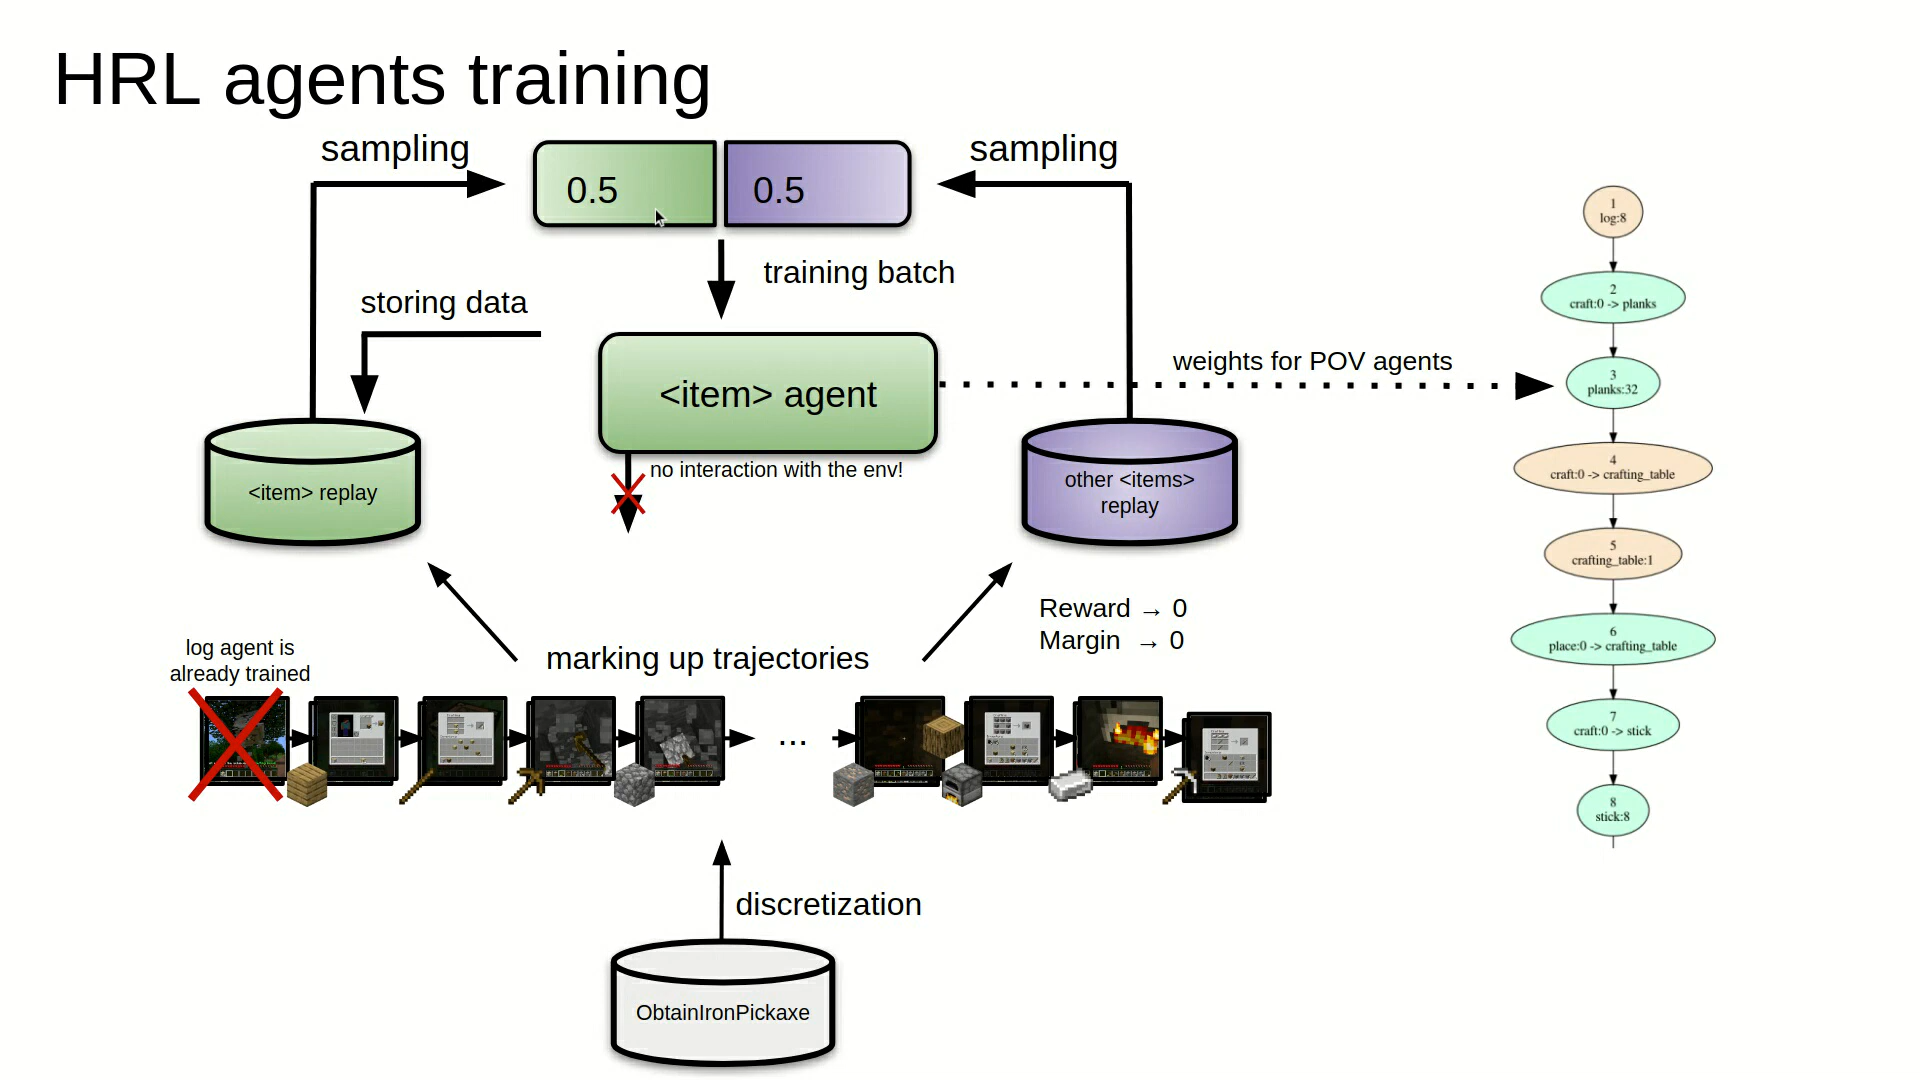 HRL agents training
sampling
sampling
0.5
0.5
training batch
storing data
<item> agent
weights for POV agents
no interaction with the env!
<item> replay
other <items>
replay
Reward → 0
Margin → 0
log agent is
already trained
marking up trajectories
...
discretization
ObtainIronPickaxe
1
log:8
2
craft:0 -> planks
3
planks:32
4
craft:0 -> crafting_table
5
crafting_table:1
6
place:0 -> crafting_table
7
craft:0 -> stick
8
stick:8